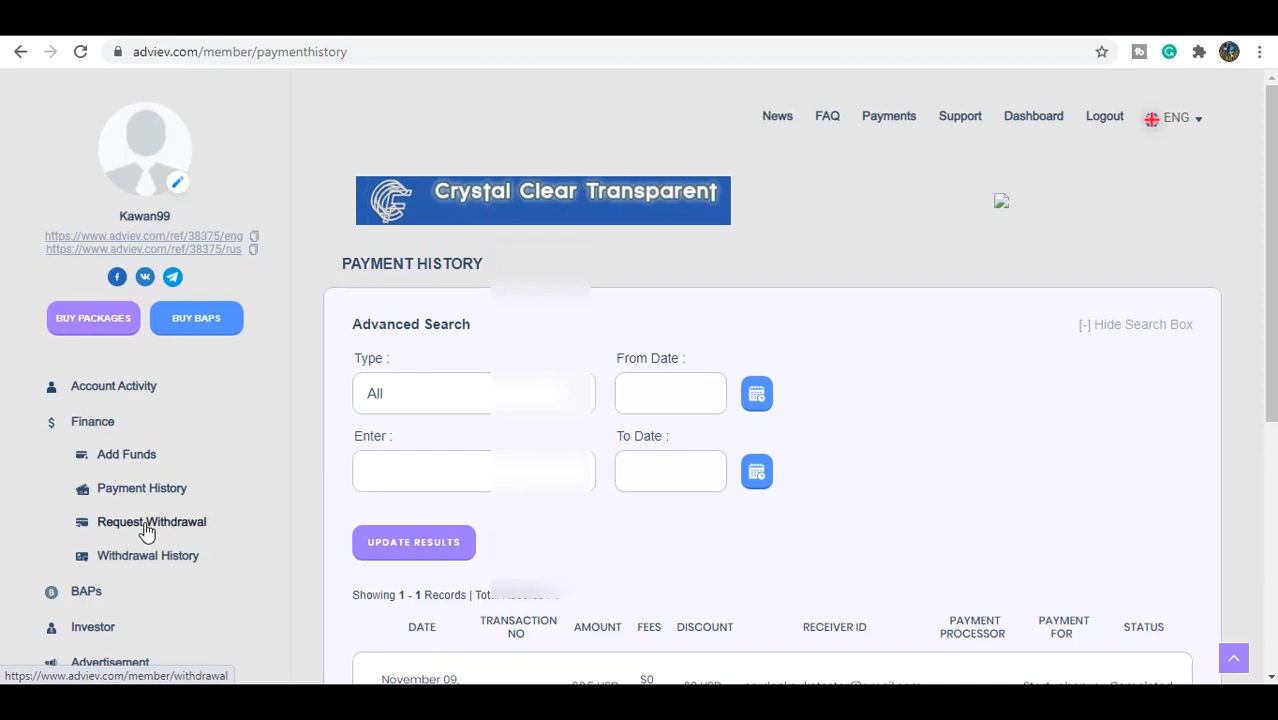 adviev.com/member/paymenthistory
News FAQ Payments Support Dashboard Logout ENG
Crystal Clear Transparent
Kawan99
https://www.adviev.com/ref/38375/eng
https://www.adviev.com/ref/38375/rus
PAYMENT HISTORY
BUY PACKAGES BUY BAPS
Advanced Search [-] Hide Search Box
Type : From Date :
All
Enter : To Date :
UPDATE RESULTS
Account Activity
Finance
Add Funds
Payment History
Request Withdrawal
Withdrawal History
BAPs
Investor
Advertisement
Showing 1 - 1 Records |
DATE TRANSACTION NO AMOUNT FEES DISCOUNT RECEIVER ID PAYMENT PROCESSOR PAYMENT FOR STATUS
November 09,
$0
Completed
https://www.adviev.com/member/withdrawal